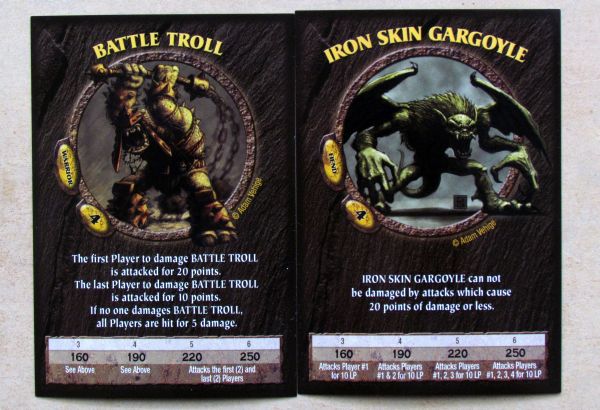 BATTLE TROLL
WARRIOR
4
© Adam Vehige
The first Player to damage BATTLE TROLL
is attacked for 20 points.
The last Player to damage BATTLE TROLL
is attacked for 10 points.
If no one damages BATTLE TROLL,
all Players are hit for 5 damage.
3 4 5 6
160 190 220 250
See Above See Above Attacks the first (2) and
last (2) Players
IRON SKIN GARGOYLE
FIEND
4
© Adam Vehige
IRON SKIN GARGOYLE can not
be damaged by attacks which cause
20 points of damage or less.
3 4 5 6
160 190 220 250
Attacks Player #1 Attacks Players Attacks Players Attacks Players
for 10 LP #1 & 2 for 10 LP #1, 2, 3 for 10 LP #1, 2, 3, 4 for 10 LP